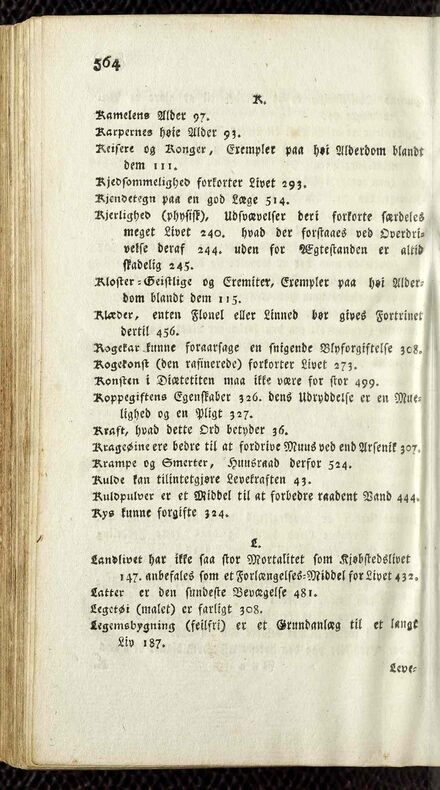 564
K.
Kamelens Alder 97.
Karpernes høie Alder 93.
Keisere og Konger, Exempler paa høi Alderdom blandt
dem 111.
Kjedsommelighed forkorter Livet 293.
Kjendetegn paa en god Læge 514.
Kjerlighed (physisk), Udsvævelser deri forkorte særdeles
meget Livet 240. hvad der forstaaes ved Overdri-
velse deraf 244. uden for Ægtestanden er altid
skadelig 245.
Kloster-Geistlige og Eremiter, Exempler paa høi Alder-
dom blandt dem 115.
Klæder, enten Flonel eller Linned bør gives Fortrinet
dertil 456.
Kogekar kunne foraarsage en snigende Blyforgiftelse 308.
Kogekonst (den rafinerede) forkorter Livet 273.
Konsten i Diætetiken maa ikke være for stor 499.
Koppegiftens Egenskaber 326. dens Udryddelse er en Mue-
lighed og en Pligt 327.
Kraft, hvad dette Ord betyder 36.
Krageøine ere bedre til at fordrive Muus ved end Arsenik 307.
Krampe og Smerter, Huusraad derfor 524.
Kulde kan tilintetgjøre Levekraften 43.
Kuldpulver er et Middel til at forbedre raadent Vand 444.
Kys kunne forgifte 324.
L.
Landlivet har ikke saa stor Mortalitet som Kjøbstedslivet
147. anbefales som et Forlængelses-Middel for Livet 432.
Latter er den sundeste Bevægelse 481.
Legetøi (malet) er farligt 308.
Legemsbygning (feilfri) er et Grundanlæg til et langt
Liv 187.
Leve-